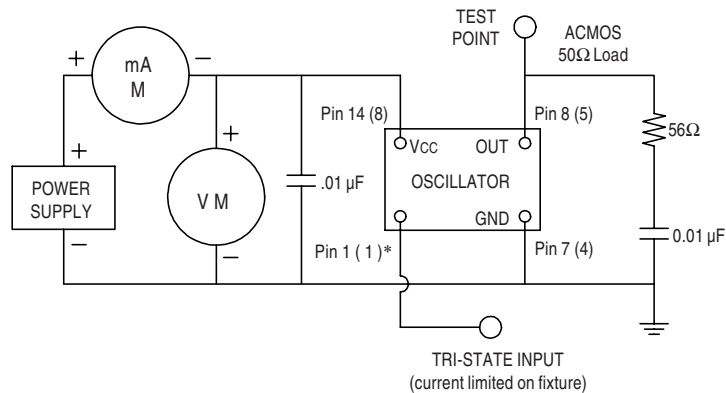 TEST
POINT
ACMOS
50Ω Load
+
mA
M
−
Pin 14 (8)
Pin 8 (5)
+
+
VCC
OUT
56Ω
POWER
SUPPLY
V M
.01 µF
OSCILLATOR
GND
−
−
Pin 1 ( 1 )*
Pin 7 (4)
0.01 µF
TRI-STATE INPUT
(current limited on fixture)